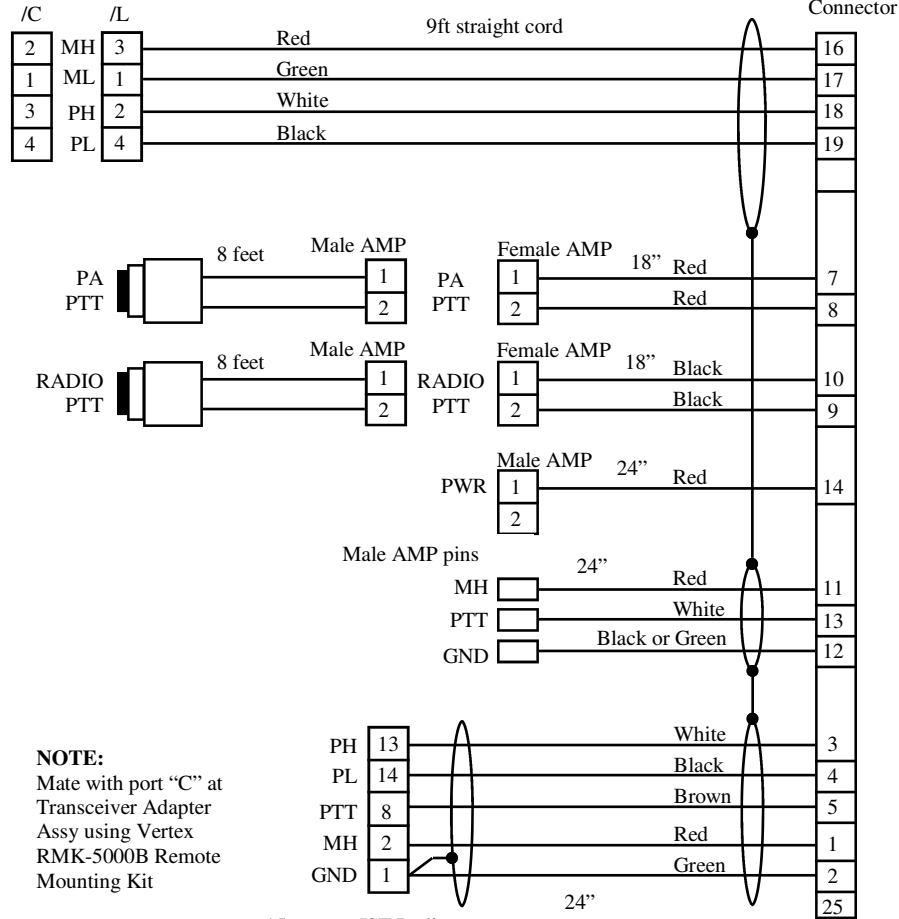 /C /L Connector
9ft straight cord
2 MH 3 Red 16
1 ML 1 Green 17
3 PH 2 White 18
4 PL 4 Black 19
8 feet Male AMP Female AMP 18” Red
PA PTT 1 PA PTT 1 7
2 2 Red 8
8 feet Male AMP Female AMP 18” Black
RADIO PTT 1 RADIO PTT 1 10
2 2 Black 9
Male AMP 24”
PWR 1 Red 14
2
Male AMP pins 24”
MH Red 11
PTT White 13
GND Black or Green 12
PH 13 White 3
PL 14 Black 4
PTT 8 Brown 5
MH 2 Red 1
GND 1 Green 2
24” 25
NOTE:
Mate with port “C” at
Transceiver Adapter
Assy using Vertex
RMK-5000B Remote
Mounting Kit